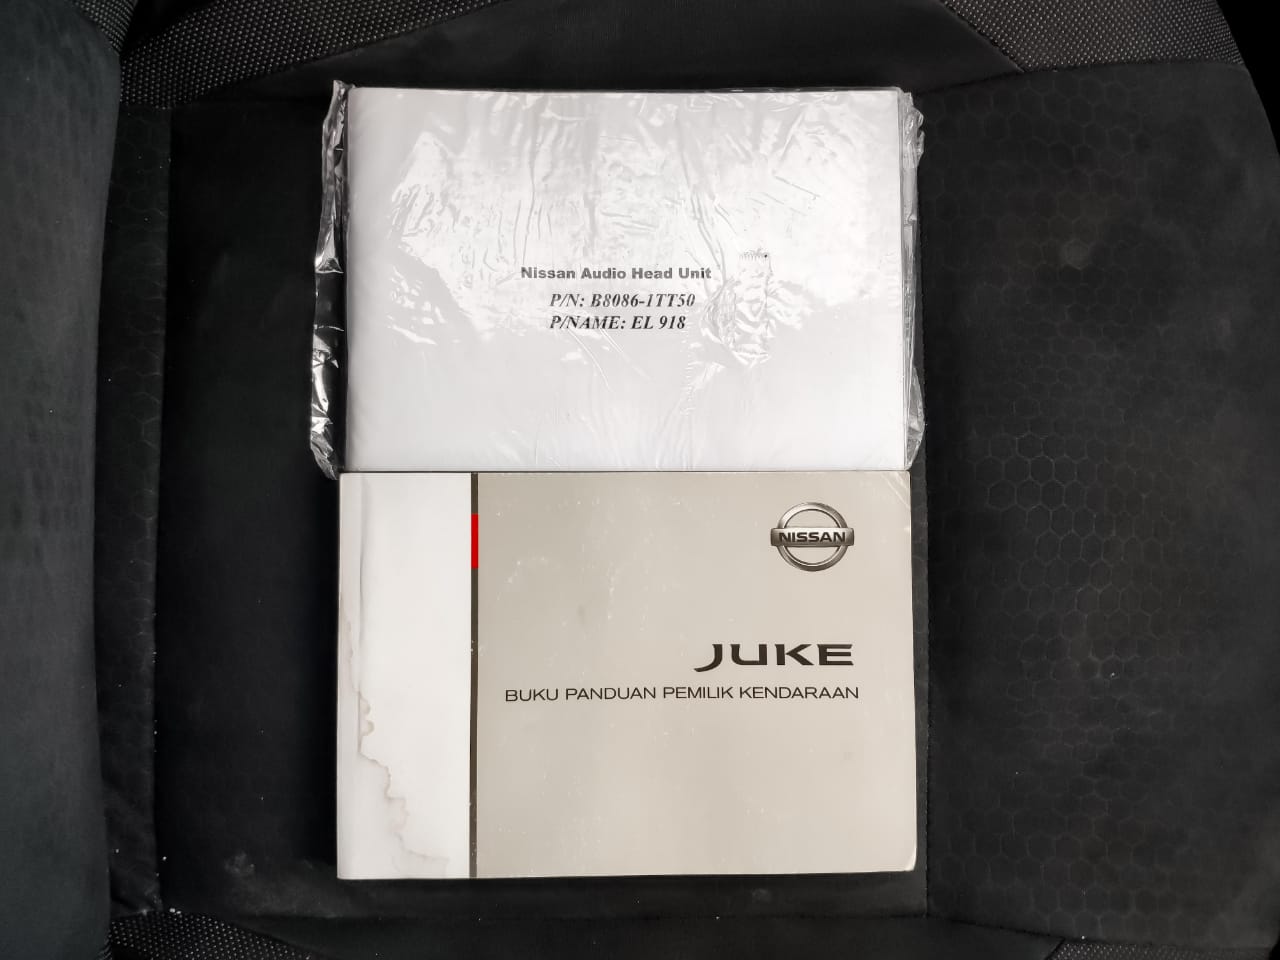 Nissan Audio Head Unit
P/N: B8086-1TT50
P/NAME: EL 918
NISSAN
JUKE
BUKU PANDUAN PEMILIK KENDARAAN